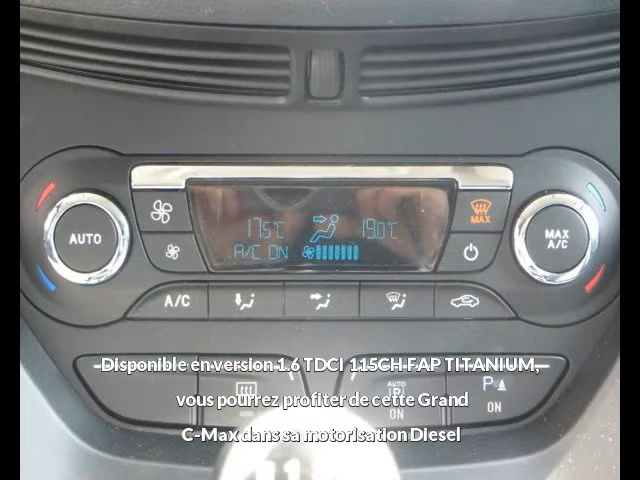 17.5°C 19.0°C
MAX
AUTO
MAX
A/C
A/C ON
A/C
Disponible en version 1.6 TDCI 115CH FAP TITANIUM,
vous pourrez profiter de cette Grand
AUTO
P
P
ON
ON
C-Max dans sa motorisation Diesel